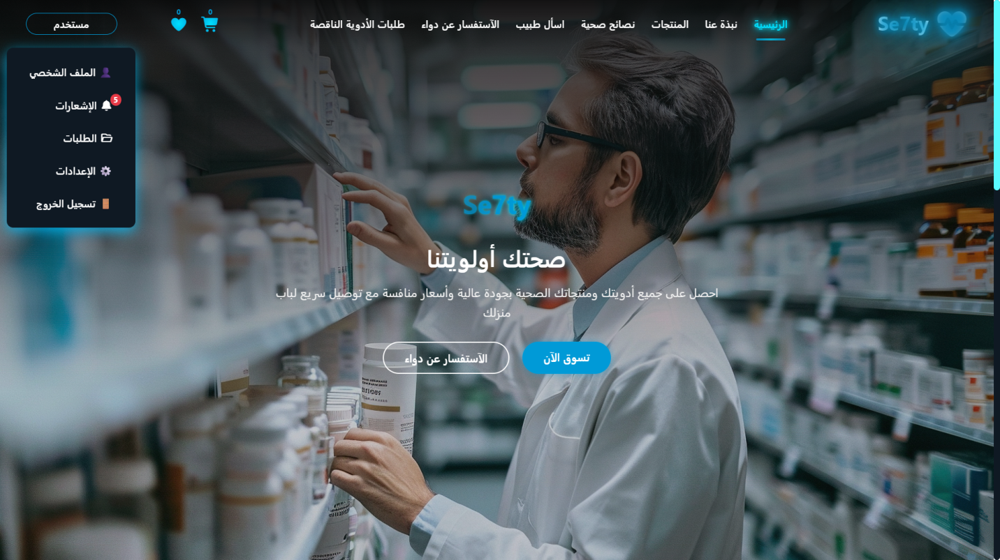 Se7ty
الرئيسية
نبذة عنا
المنتجات
نصائح صحية
اسأل طبيب
الآستفسار عن دواء
طلبات الأدوية الناقصة
0
0
مستخدم
الملف الشخصي
5
الإشعارات
الطلبات
الإعدادات
تسجيل الخروج
Se7ty
صحتك أولويتنا
احصل على جميع أدويتك ومنتجاتك الصحية بجودة عالية وأسعار منافسة مع توصيل سريع لباب
منزلك
تسوق الآن
الآستفسار عن دواء